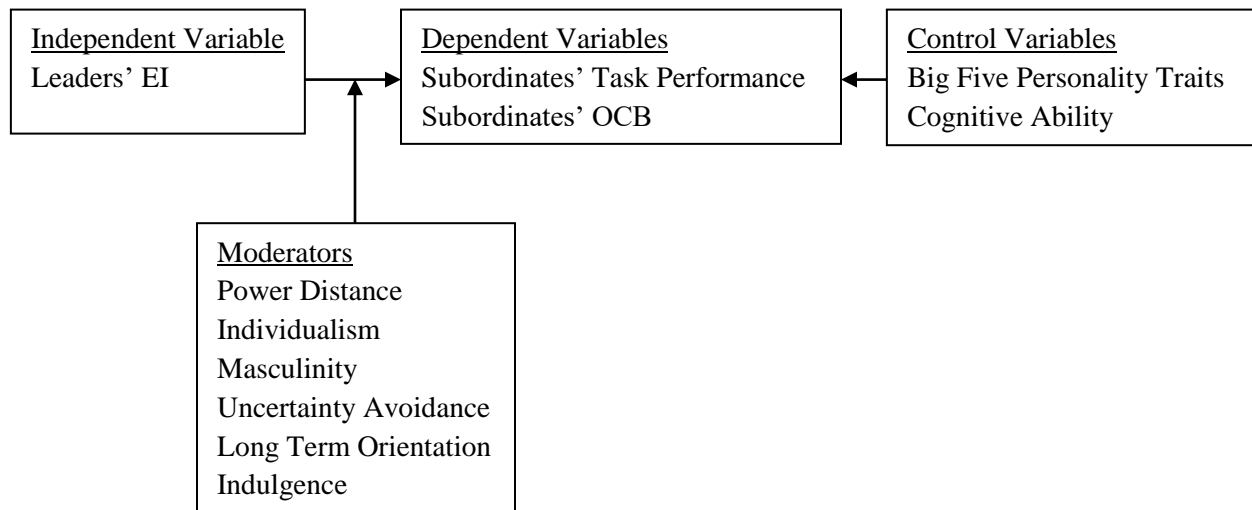 Independent Variable
Leaders’ EI
Dependent Variables
Subordinates’ Task Performance
Subordinates’ OCB
Control Variables
Big Five Personality Traits
Cognitive Ability
Moderators
Power Distance
Individualism
Masculinity
Uncertainty Avoidance
Long Term Orientation
Indulgence